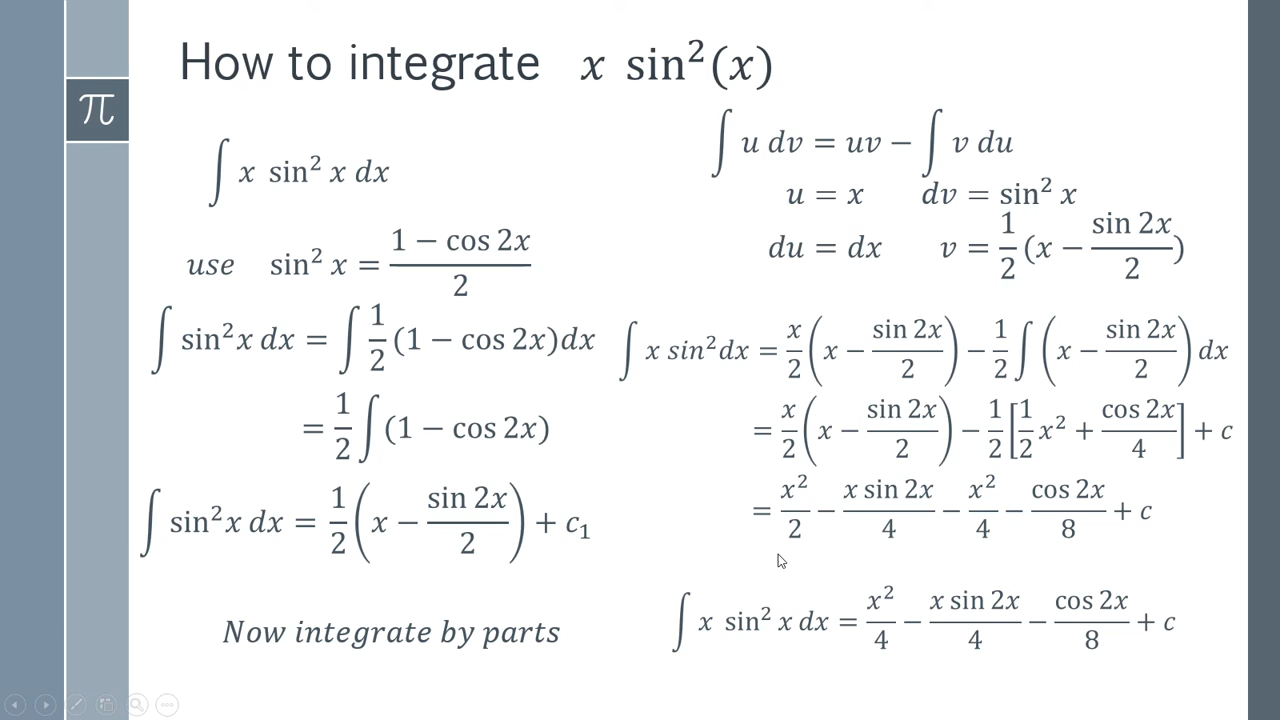 How to integrate x sin²(x)
π
∫ x sin² x dx
use sin² x = (1 − cos 2x)/2
∫ sin²x dx = ∫ 1/2 (1 − cos 2x)dx
= 1/2 ∫ (1 − cos 2x)
∫ sin²x dx = 1/2 (x − sin 2x/2) + c₁
Now integrate by parts
∫ u dv = uv − ∫ v du
u = x dv = sin² x
du = dx v = 1/2 (x − sin 2x/2)
∫ x sin²dx = x/2 (x − sin 2x/2) − 1/2 ∫ (x − sin 2x/2) dx
= x/2 (x − sin 2x/2) − 1/2 [1/2 x² + cos 2x/4] + c
= x²/2 − x sin 2x/4 − x²/4 − cos 2x/8 + c
∫ x sin² x dx = x²/4 − x sin 2x/4 − cos 2x/8 + c